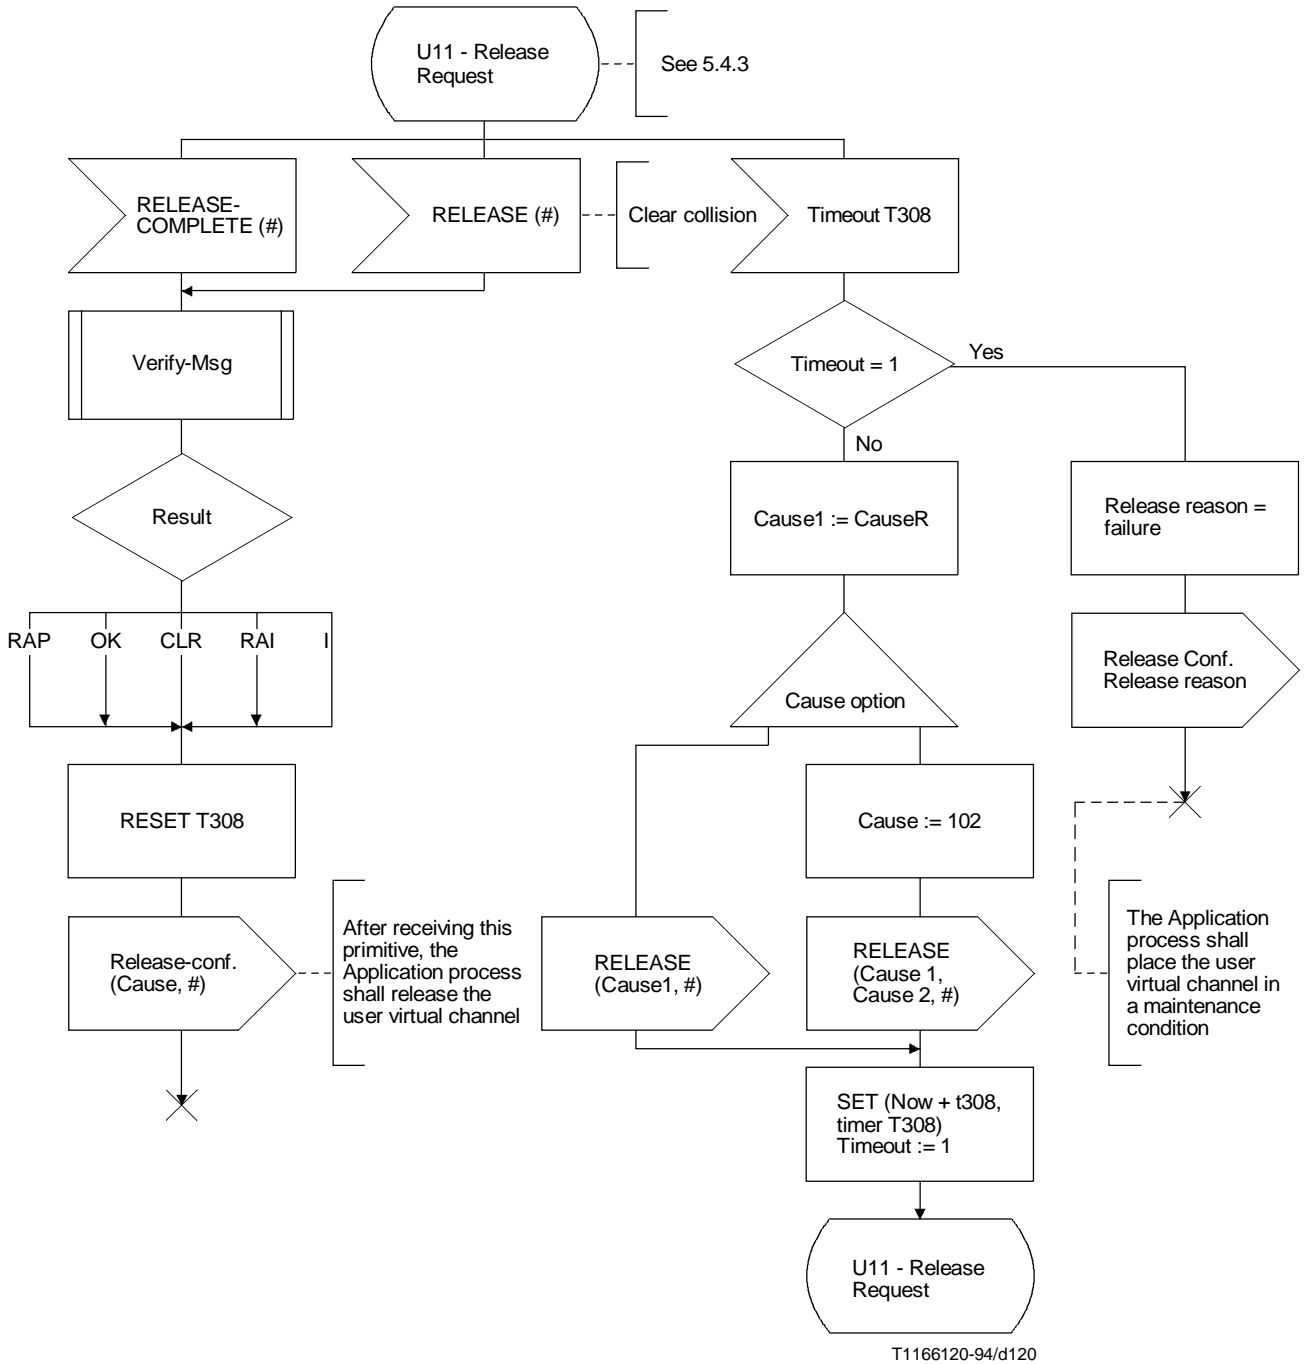 U11 - Release
Request
See 5.4.3
RELEASE-
COMPLETE (#)
RELEASE (#)
Clear collision
Timeout T308
Verify-Msg
Timeout = 1
Yes
No
Result
Cause1 := CauseR
Release reason =
failure
RAP
OK
CLR
RAI
I
Cause option
Release Conf.
Release reason
RESET T308
Cause := 102
Release-conf.
(Cause, #)
After receiving this
primitive, the
Application process
shall release the
user virtual channel
RELEASE
(Cause1, #)
RELEASE
(Cause 1,
Cause 2, #)
The Application
process shall
place the user
virtual channel in
a maintenance
condition
SET (Now + t308,
timer T308)
Timeout := 1
U11 - Release
Request
T1166120-94/d120